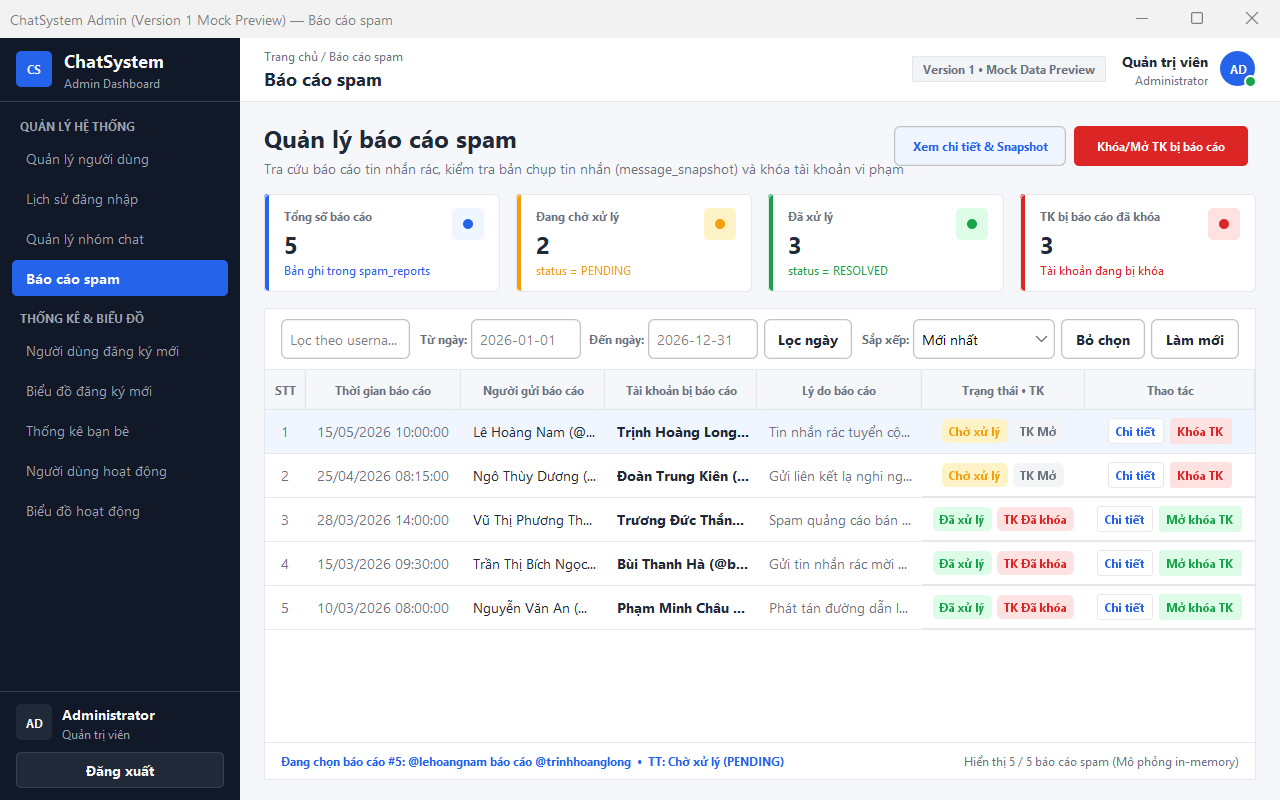 ChatSystem Admin (Version 1 Mock Preview) — Báo cáo spam
CS
ChatSystem
Admin Dashboard
QUẢN LÝ HỆ THỐNG
Quản lý người dùng
Lịch sử đăng nhập
Quản lý nhóm chat
Báo cáo spam
THỐNG KÊ & BIỂU ĐỒ
Người dùng đăng ký mới
Biểu đồ đăng ký mới
Thống kê bạn bè
Người dùng hoạt động
Biểu đồ hoạt động
AD
Administrator
Quản trị viên
Đăng xuất
Trang chủ / Báo cáo spam
Báo cáo spam
Version 1 • Mock Data Preview
Quản trị viên
Administrator
AD
Quản lý báo cáo spam
Tra cứu báo cáo tin nhắn rác, kiểm tra bản chụp tin nhắn (message_snapshot) và khóa tài khoản vi phạm
Xem chi tiết & Snapshot
Khóa/Mở TK bị báo cáo
Tổng số báo cáo
5
Bản ghi trong spam_reports
Đang chờ xử lý
2
status = PENDING
Đã xử lý
3
status = RESOLVED
TK bị báo cáo đã khóa
3
Tài khoản đang bị khóa
Lọc theo userna... Từ ngày: 2026-01-01 Đến ngày: 2026-12-31 Lọc ngày Sắp xếp: Mới nhất Bỏ chọn Làm mới
STT Thời gian báo cáo Người gửi báo cáo Tài khoản bị báo cáo Lý do báo cáo Trạng thái • TK Thao tác
1 15/05/2026 10:00:00 Lê Hoàng Nam (@... Trịnh Hoàng Long... Tin nhắn rác tuyển cộ... Chờ xử lý TK Mở Chi tiết Khóa TK
2 25/04/2026 08:15:00 Ngô Thùy Dương (... Đoàn Trung Kiên (... Gửi liên kết lạ nghi ng... Chờ xử lý TK Mở Chi tiết Khóa TK
3 28/03/2026 14:00:00 Vũ Thị Phương Th... Trương Đức Thắn... Spam quảng cáo bán ... Đã xử lý TK Đã khóa Chi tiết Mở khóa TK
4 15/03/2026 09:30:00 Trần Thị Bích Ngọc... Bùi Thanh Hà (@b... Gửi tin nhắn rác mời ... Đã xử lý TK Đã khóa Chi tiết Mở khóa TK
5 10/03/2026 08:00:00 Nguyễn Văn An (... Phạm Minh Châu ... Phát tán đường dẫn l... Đã xử lý TK Đã khóa Chi tiết Mở khóa TK
Đang chọn báo cáo #5: @lehoangnam báo cáo @trinhhoanglong • TT: Chờ xử lý (PENDING)
Hiển thị 5 / 5 báo cáo spam (Mô phỏng in-memory)